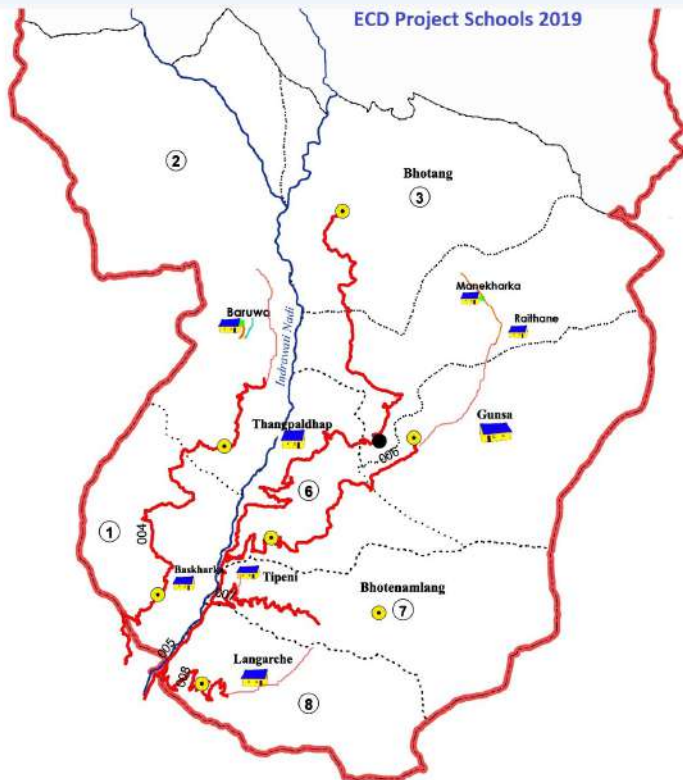 ECD Project Schools 2019
2
Bhotang
3
Manekharka
Baruwa
Raithane
Indrawati Nadi
Thangpaldhap
Gunsa
006
6
1
004
Baskharka
Tipeni
007
Bhotenamlang
7
005
Langarche
008
8